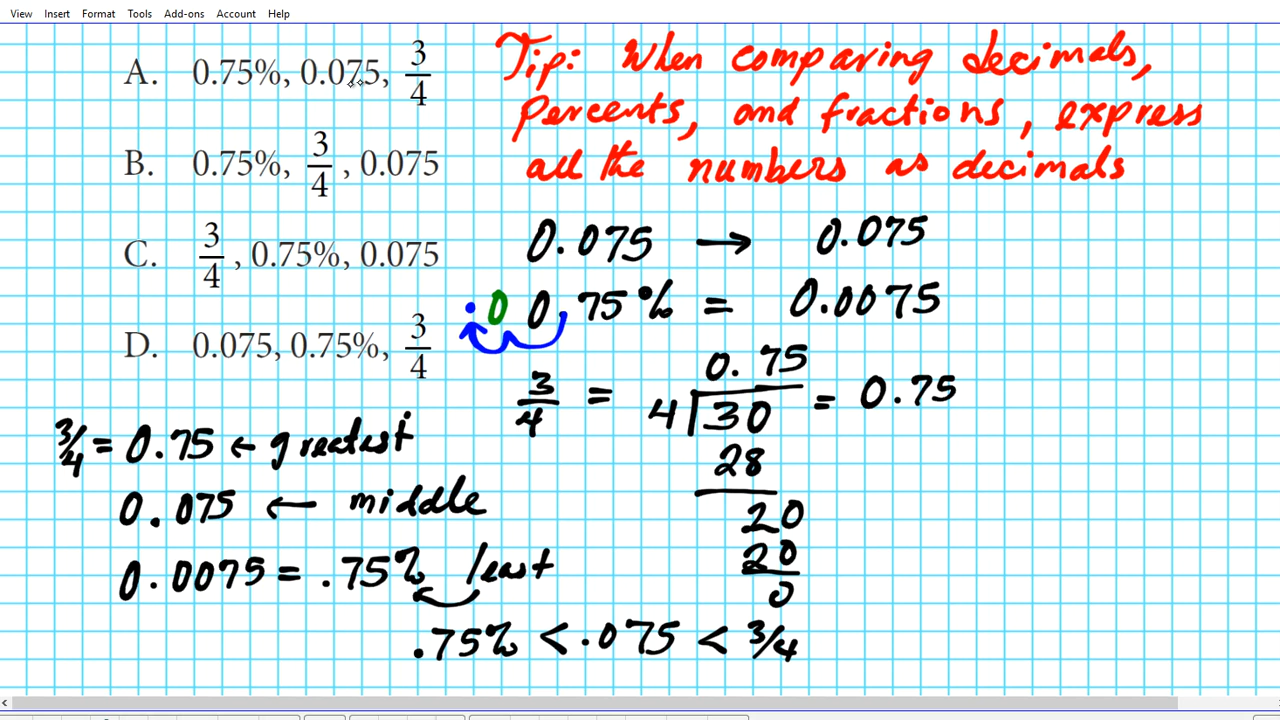 View Insert Format Tools Add-ons Account Help
A. 0.75%, 0.075, 3/4
B. 0.75%, 3/4, 0.075
C. 3/4, 0.75%, 0.075
D. 0.075, 0.75%, 3/4
Tip: When comparing decimals,
Percents, and fractions, express
all the numbers as decimals
0.075 → 0.075
.0 0.75% = 0.0075
0.75
3/4 = 4)30 = 0.75
28
20
20
0
3/4 = 0.75 ← greatest
0.075 ← middle
0.0075 = .75% least
.75% < .075 < 3/4